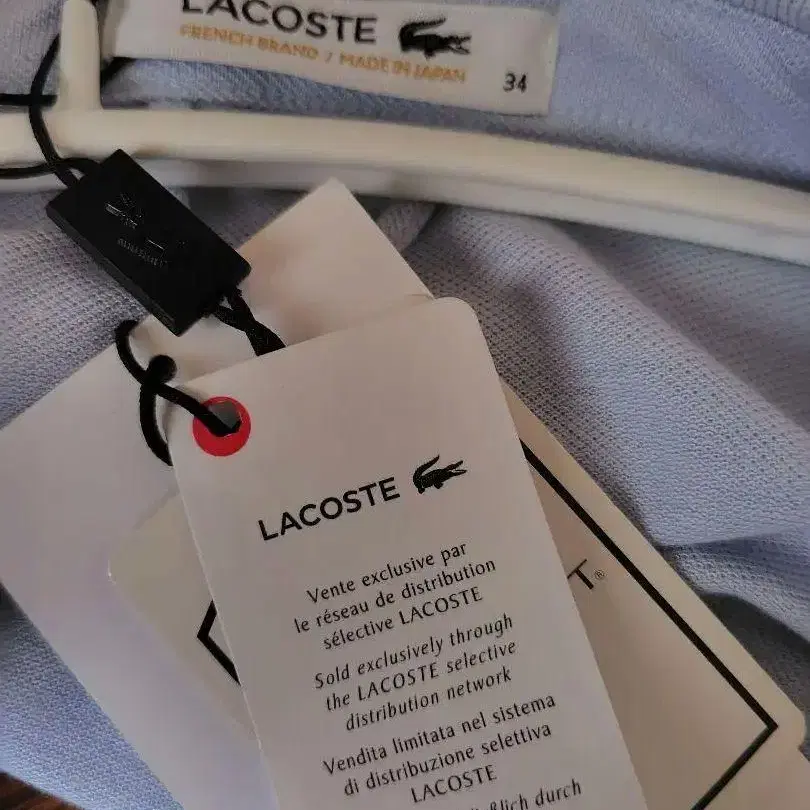 LACOSTE
FRENCH BRAND / MADE IN JAPAN
34
LACOSTE
Vente exclusive par
le réseau de distribution
sélective LACOSTE
Sold exclusively through
the LACOSTE selective
distribution network
Vendita limitata nel sistema
di distribuzione selettiva
LACOSTE
durch
T®